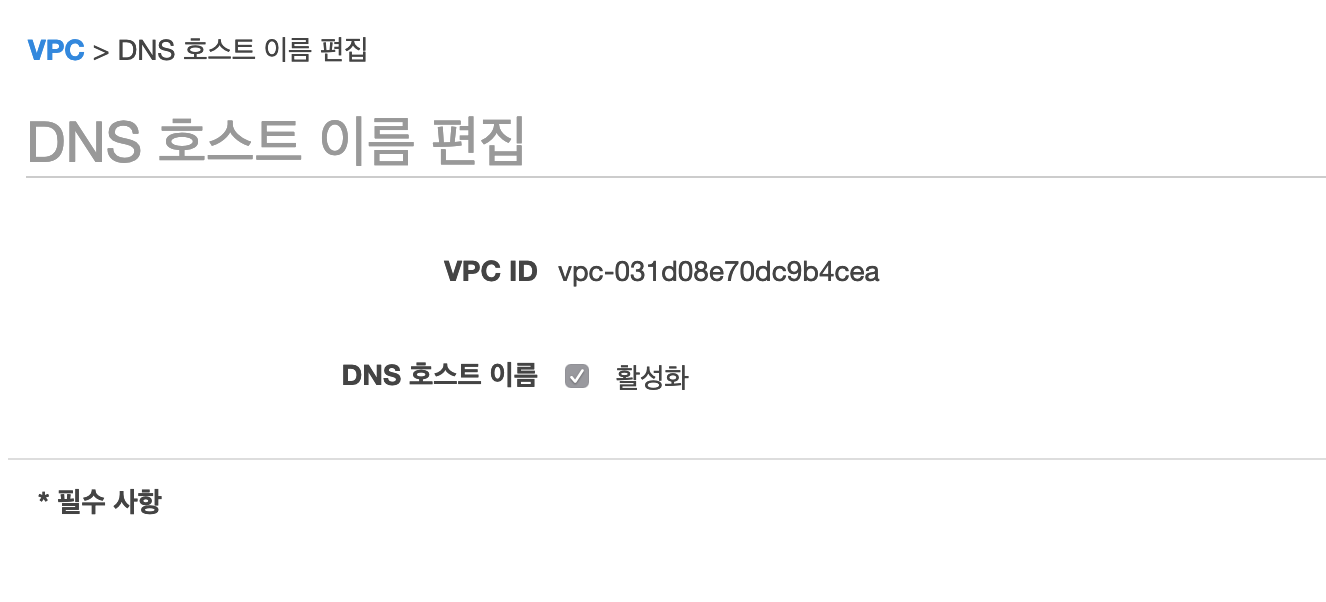 VPC > DNS 호스트 이름 편집
DNS 호스트 이름 편집
VPC ID vpc-031d08e70dc9b4cea
DNS 호스트 이름 활성화
* 필수 사항